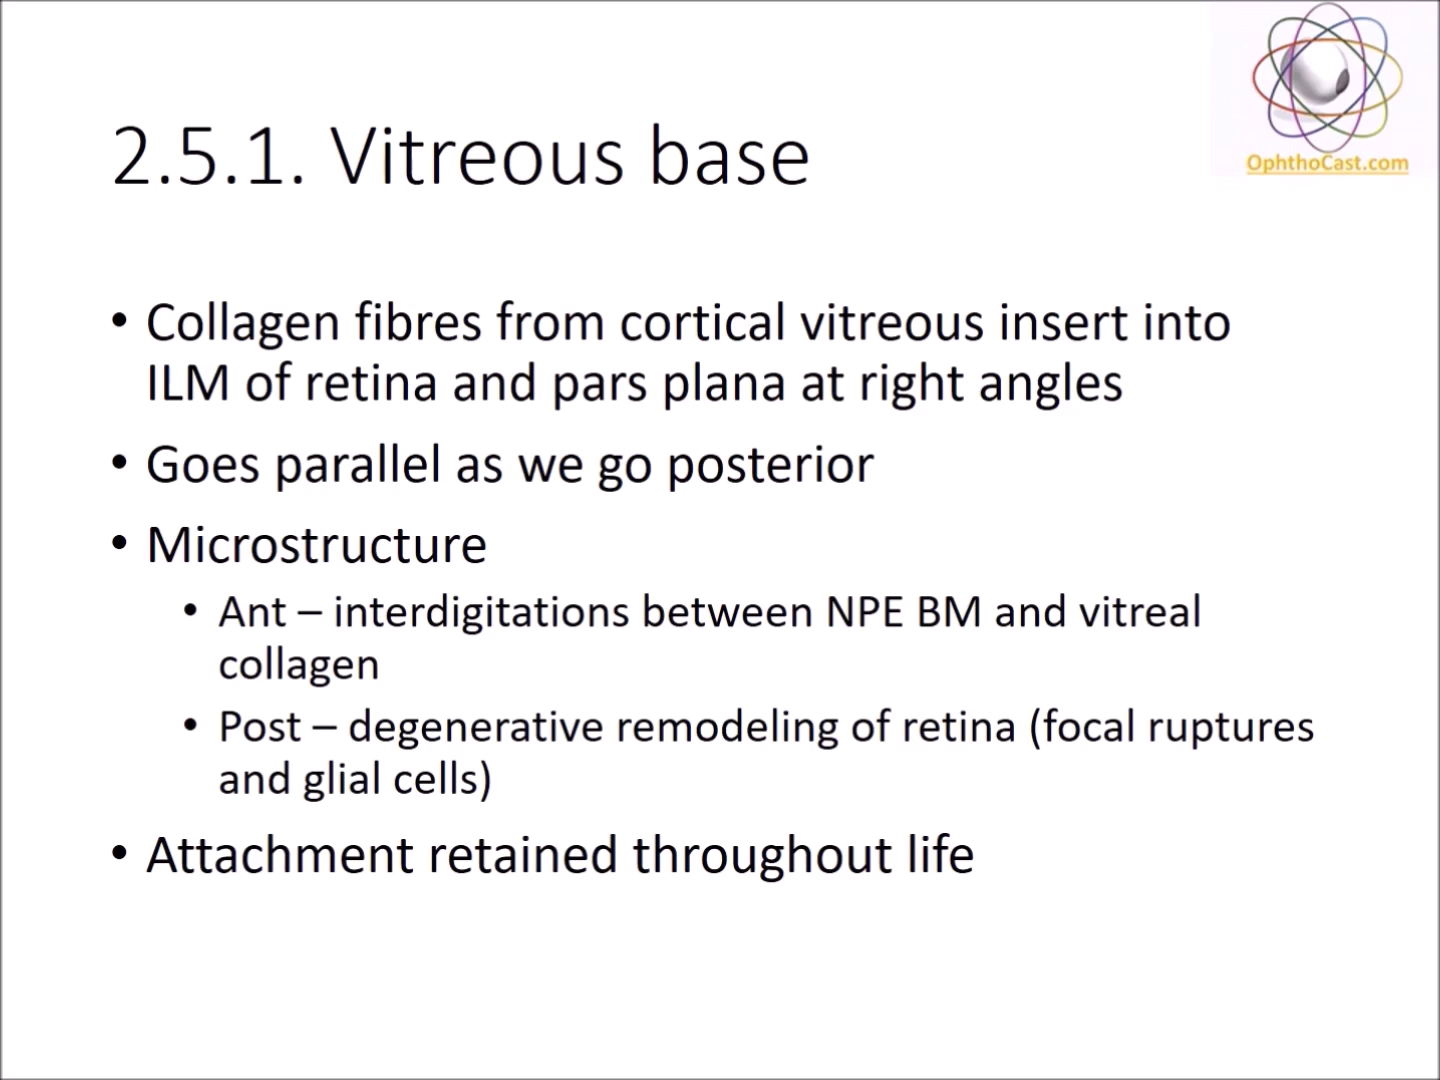 OphthoCast.com
2.5.1. Vitreous base
• Collagen fibres from cortical vitreous insert into
ILM of retina and pars plana at right angles
• Goes parallel as we go posterior
• Microstructure
• Ant – interdigitations between NPE BM and vitreal
collagen
• Post – degenerative remodeling of retina (focal ruptures
and glial cells)
• Attachment retained throughout life